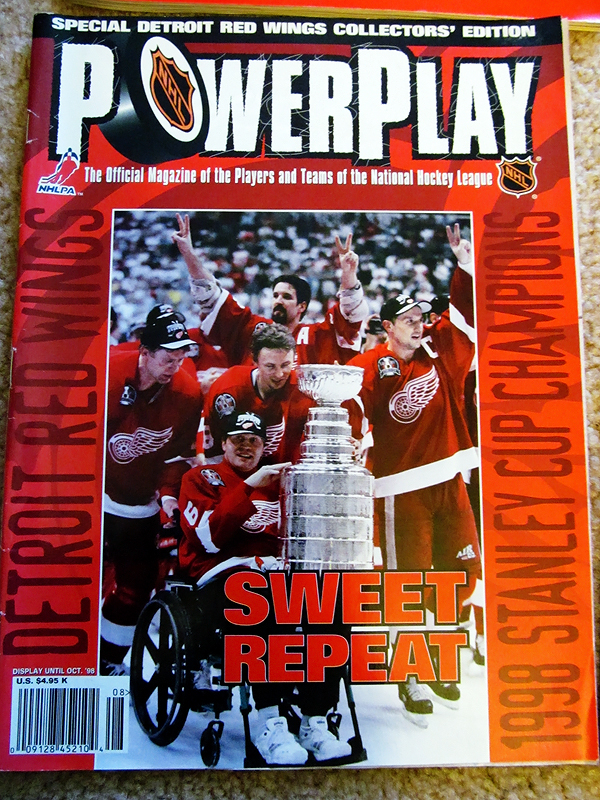 SPECIAL DETROIT RED WINGS COLLECTORS' EDITION
POWERPLAY
NHL
The Official Magazine of the Players and Teams of the National Hockey League
NHLPA™
NHL
DETROIT RED WINGS
1998 STANLEY CUP CHAMPIONS
A
SWEET
REPEAT
DISPLAY UNTIL OCT. '98
U.S. $4.95 K
08>
0 09128 45210 4